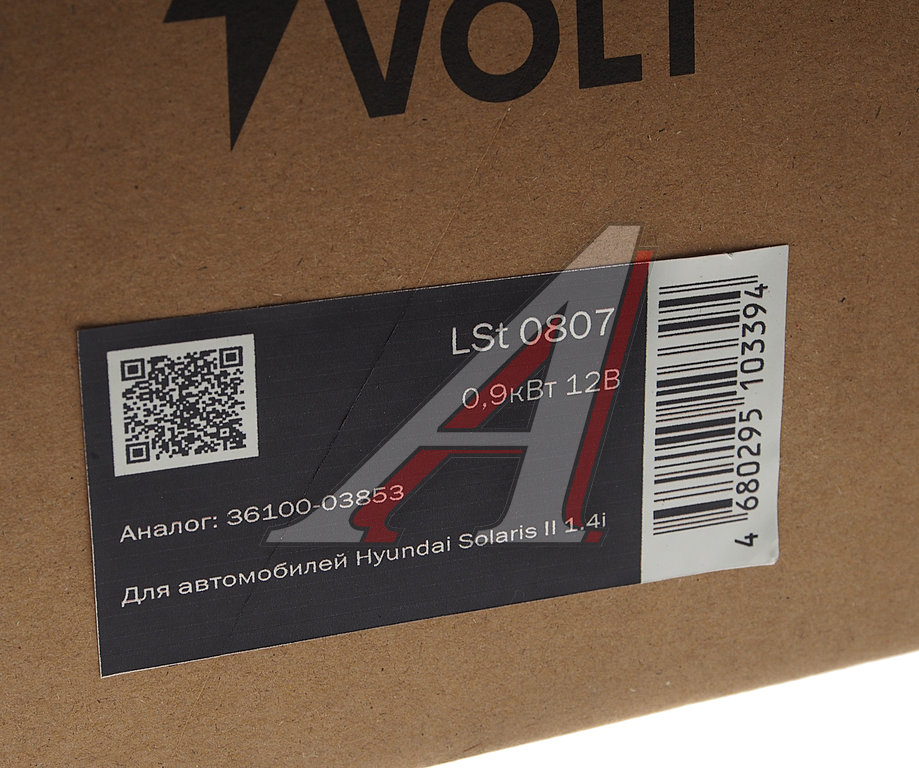 VOLT
LSt 0807
0,9кВт 12В
Аналог: 36100-03853
Для автомобилей Hyundai Solaris II 1.4i
4 680295 103394